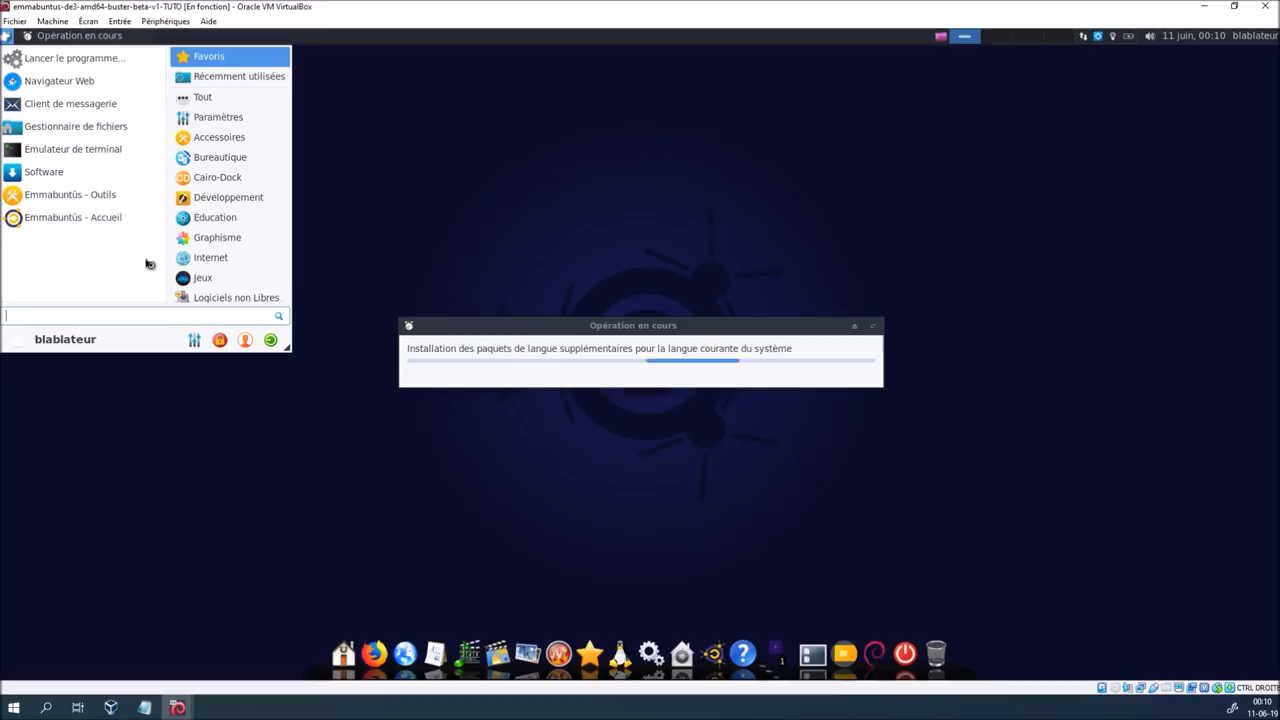 emmabuntus-de3-amd64-buster-beta-v1-TUTO [En fonction] - Oracle VM VirtualBox
Fichier Machine Écran Entrée Périphériques Aide
Opération en cours
11 juin, 00:10 blablateur
Lancer le programme...
Navigateur Web
Client de messagerie
Gestionnaire de fichiers
Émulateur de terminal
Software
Emmabuntüs - Outils
Emmabuntüs - Accueil
Favoris
Récemment utilisées
Tout
Paramètres
Accessoires
Bureautique
Cairo-Dock
Développement
Éducation
Graphisme
Internet
Jeux
Logiciels non Libres
blablateur
Opération en cours
Installation des paquets de langue supplémentaires pour la langue courante du système
1
CTRL DROITE
00:10
11-06-19